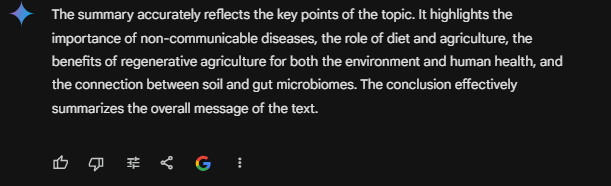 The summary accurately reflects the key points of the topic. It highlights the
importance of non-communicable diseases, the role of diet and agriculture, the
benefits of regenerative agriculture for both the environment and human health, and
the connection between soil and gut microbiomes. The conclusion effectively
summarizes the overall message of the text.